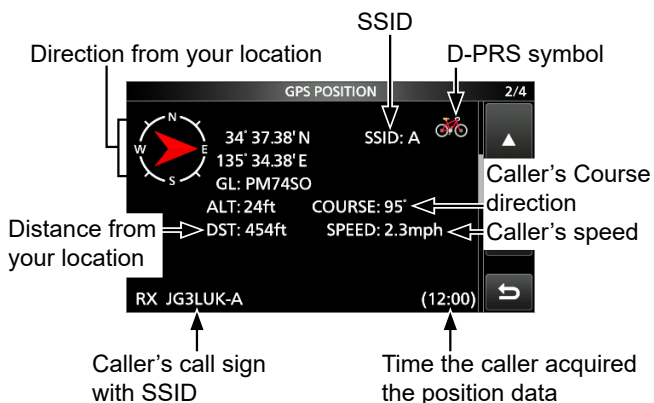 SSID
Direction from your location
D-PRS symbol
GPS POSITION 2/4
N
W E
S
34°37.38'N SSID: A
135°34.38'E
GL: PM74SO
ALT: 24ft COURSE: 95°
DST: 454ft SPEED: 2.3mph
Caller's Course
direction
Caller's speed
Distance from
your location
RX JG3LUK-A (12:00)
Caller's call sign
with SSID
Time the caller acquired
the position data